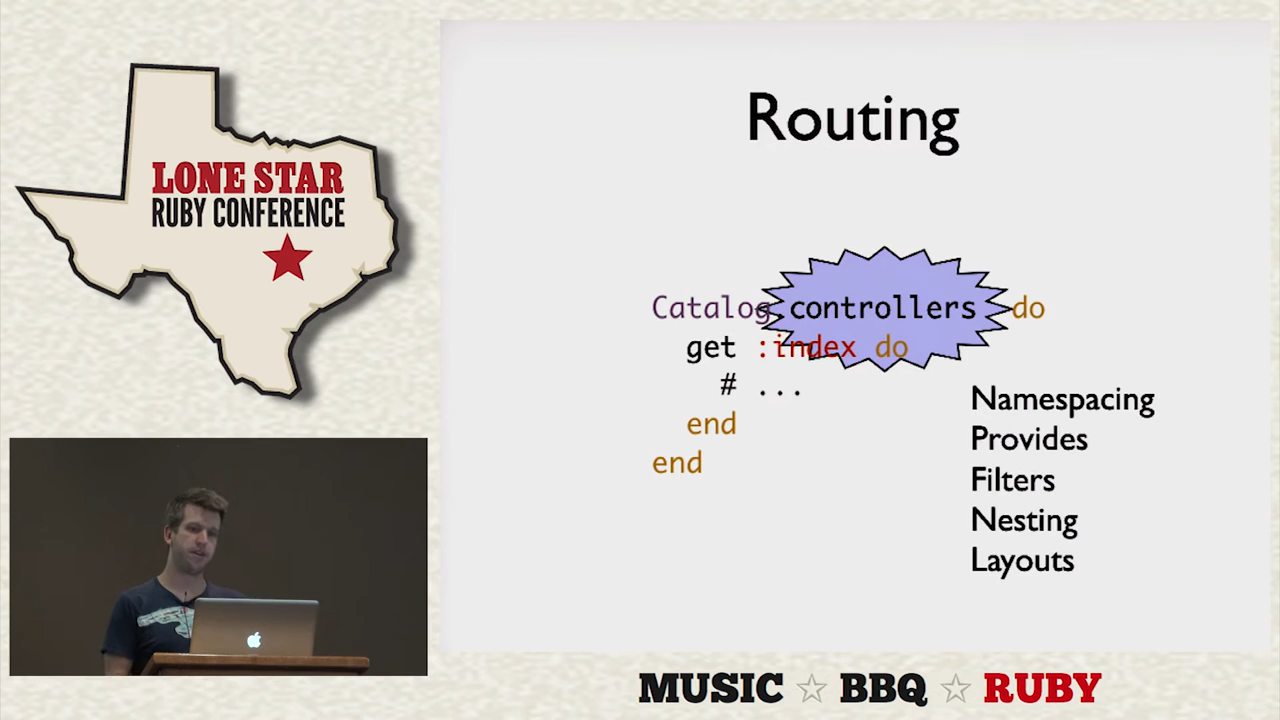 LONE STAR
RUBY CONFERENCE
Routing
Catalog.controllers do
get :index do
# ...
end
end
Namespacing
Provides
Filters
Nesting
Layouts
MUSIC ☆ BBQ ☆ RUBY